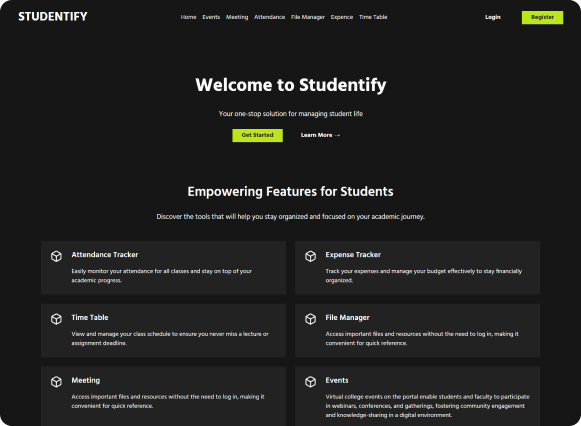 STUDENTIFY
Home Events Meeting Attendance File Manager Expence Time Table
Login
Register
Welcome to Studentify
Your one-stop solution for managing student life
Get Started
Learn More →
Empowering Features for Students
Discover the tools that will help you stay organized and focused on your academic journey.
Attendance Tracker
Easily monitor your attendance for all classes and stay on top of your
academic progress.
Expense Tracker
Track your expenses and manage your budget effectively to stay financially
organized.
Time Table
View and manage your class schedule to ensure you never miss a lecture or
assignment deadline.
File Manager
Access important files and resources without the need to log in, making it
convenient for quick reference.
Meeting
Access important files and resources without the need to log in, making it
convenient for quick reference.
Events
Virtual college events on the portal enable students and faculty to participate
in webinars, conferences, and gatherings, fostering community engagement
and knowledge-sharing in a digital environment.